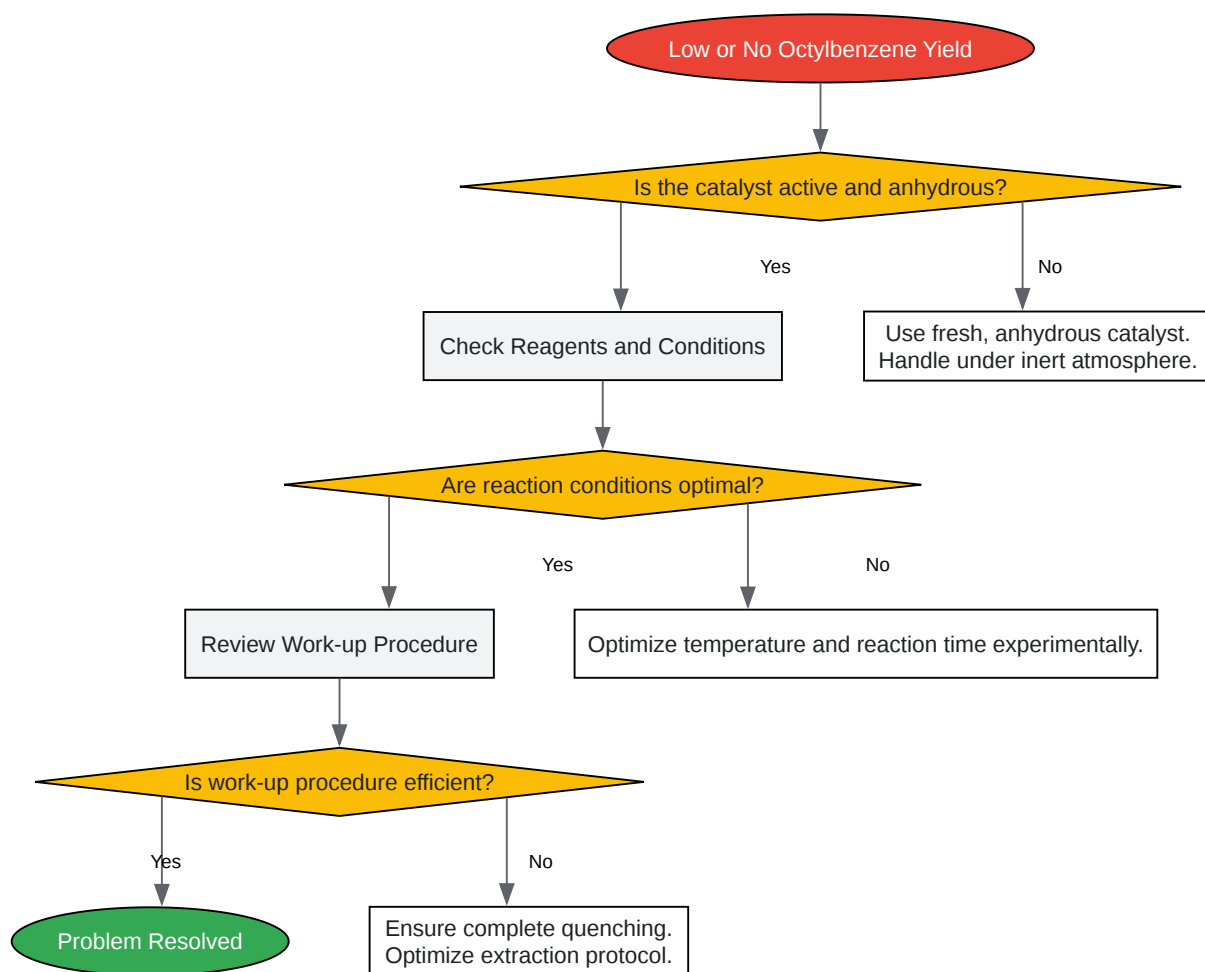 Low or No Octylbenzene Yield
Is the catalyst active and anhydrous?
Yes
No
Check Reagents and Conditions
Use fresh, anhydrous catalyst.
Handle under inert atmosphere.
Are reaction conditions optimal?
Yes
No
Review Work-up Procedure
Optimize temperature and reaction time experimentally.
Is work-up procedure efficient?
Yes
No
Problem Resolved
Ensure complete quenching.
Optimize extraction protocol.